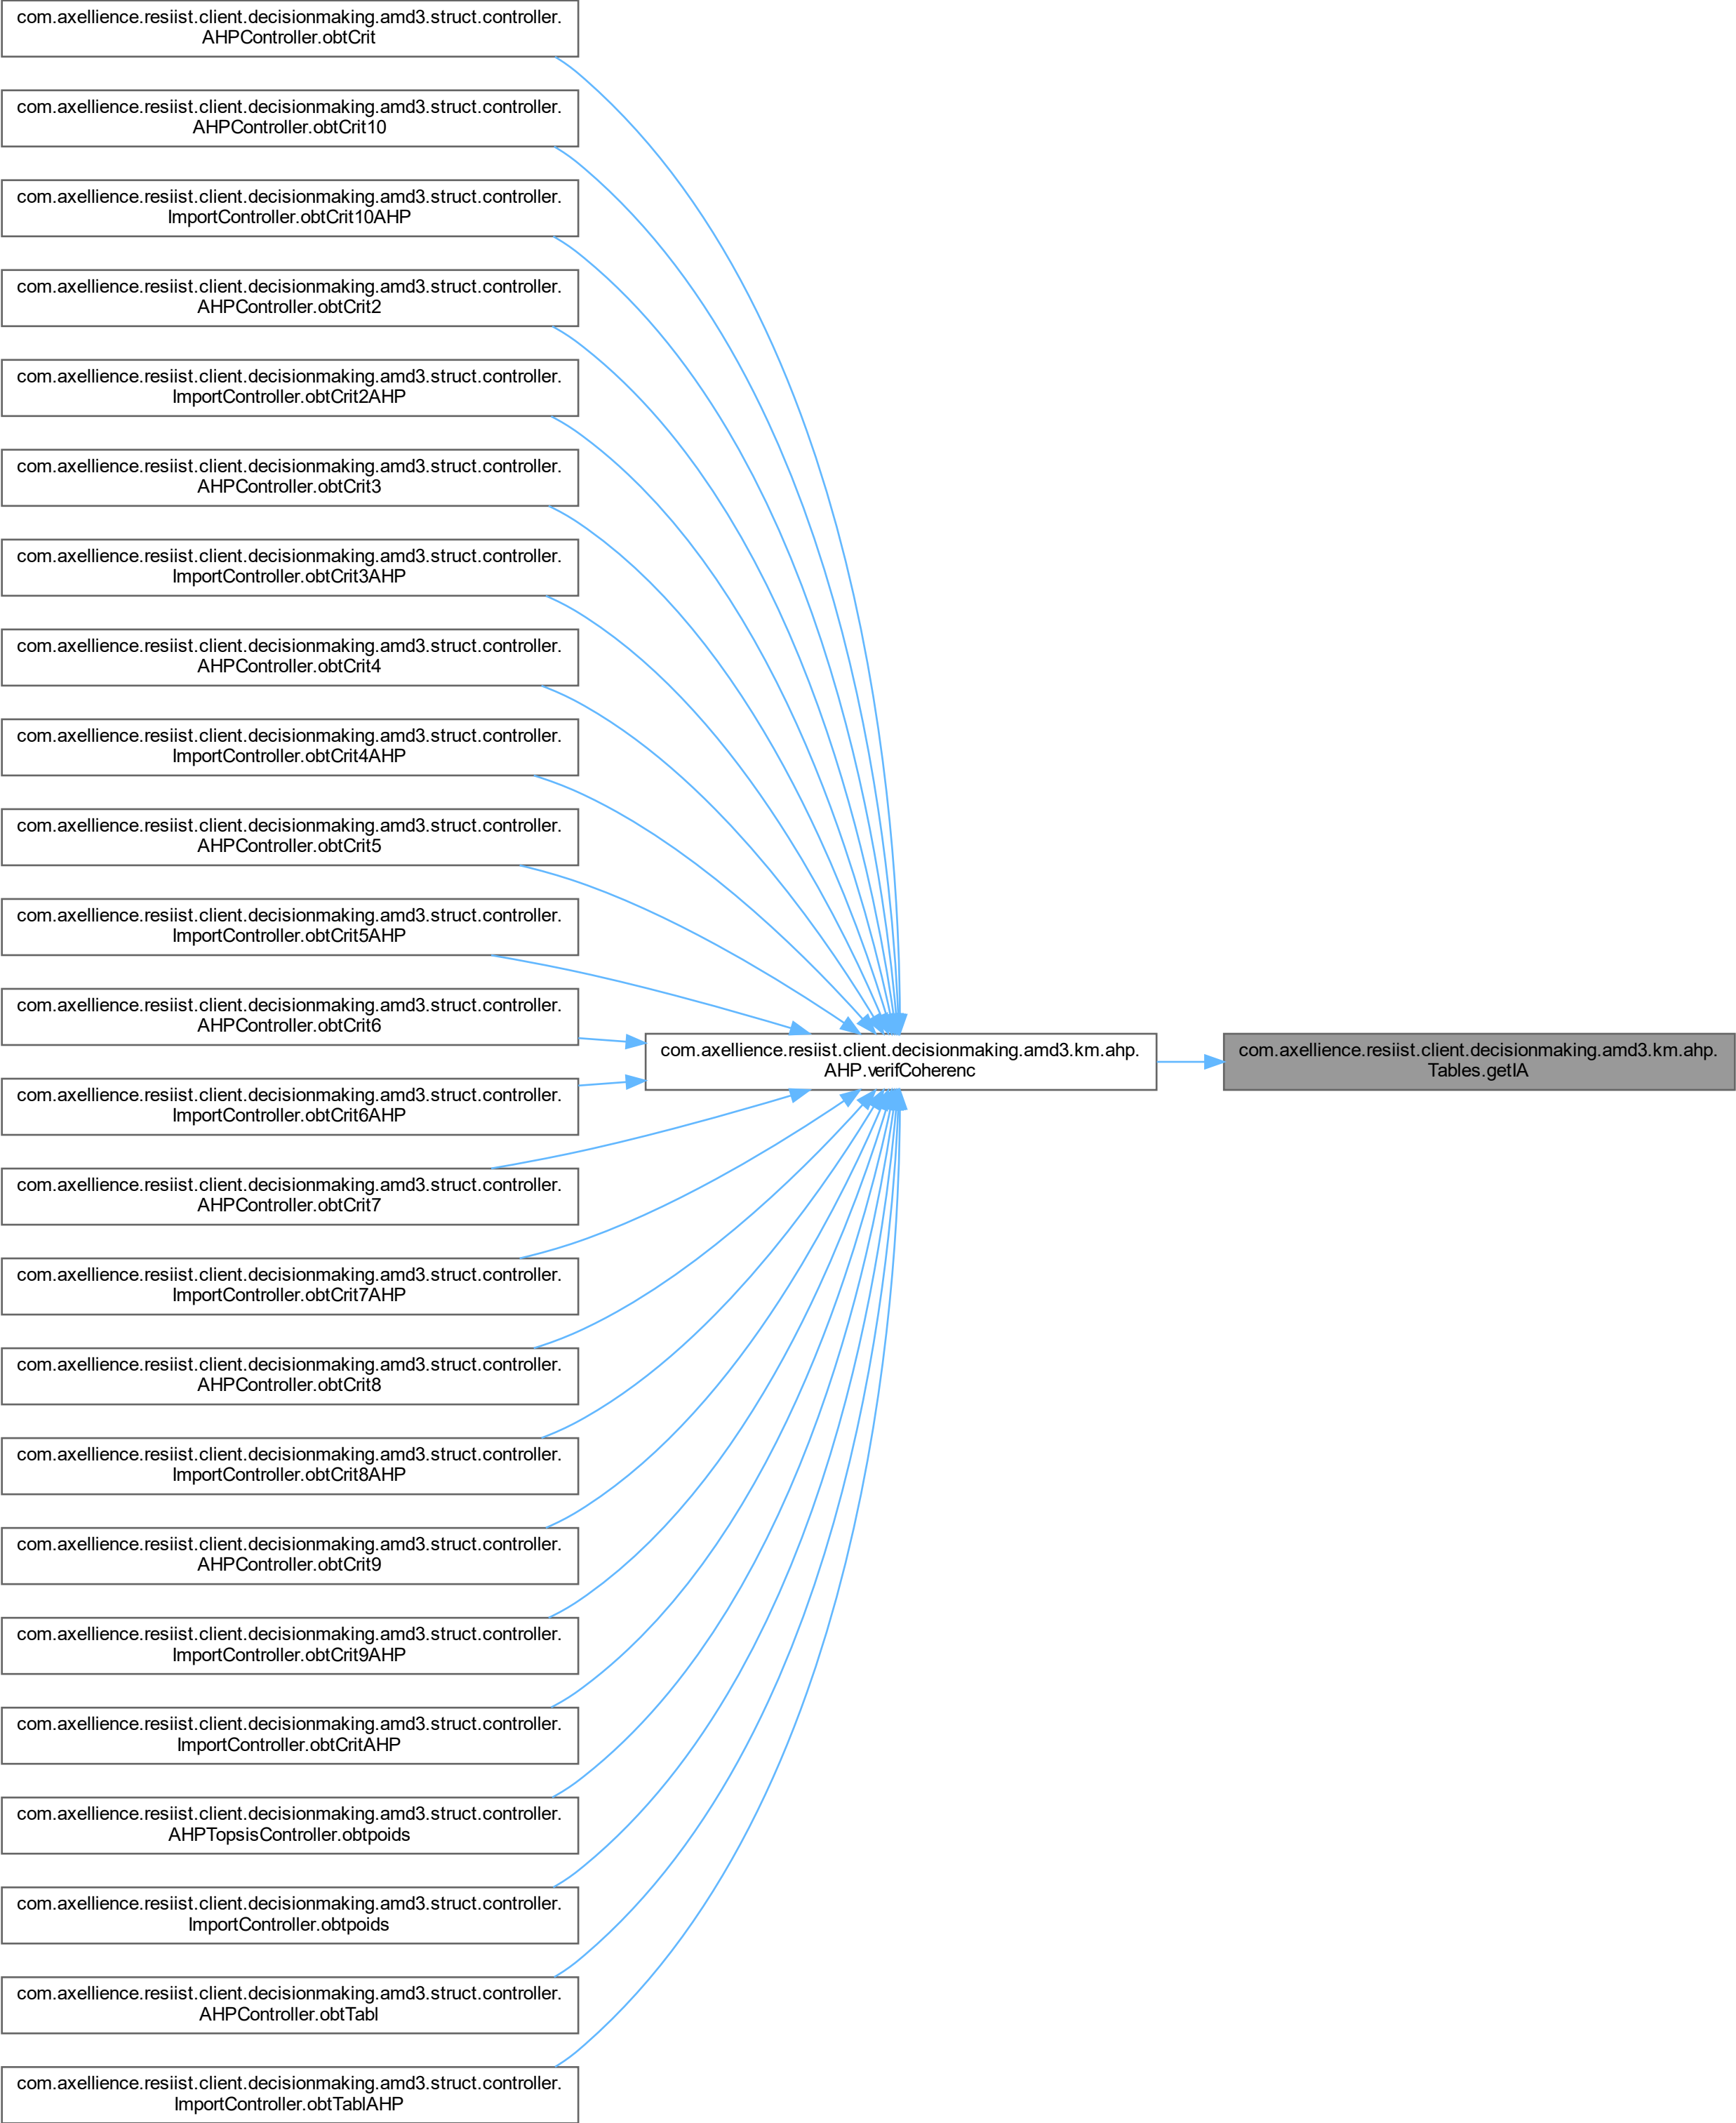 com.axellience.resiist.client.decisionmaking.amd3.struct.controller.
AHPController.obtCrit
com.axellience.resiist.client.decisionmaking.amd3.struct.controller.
AHPController.obtCrit10
com.axellience.resiist.client.decisionmaking.amd3.struct.controller.
ImportController.obtCrit10AHP
com.axellience.resiist.client.decisionmaking.amd3.struct.controller.
AHPController.obtCrit2
com.axellience.resiist.client.decisionmaking.amd3.struct.controller.
ImportController.obtCrit2AHP
com.axellience.resiist.client.decisionmaking.amd3.struct.controller.
AHPController.obtCrit3
com.axellience.resiist.client.decisionmaking.amd3.struct.controller.
ImportController.obtCrit3AHP
com.axellience.resiist.client.decisionmaking.amd3.struct.controller.
AHPController.obtCrit4
com.axellience.resiist.client.decisionmaking.amd3.struct.controller.
ImportController.obtCrit4AHP
com.axellience.resiist.client.decisionmaking.amd3.struct.controller.
AHPController.obtCrit5
com.axellience.resiist.client.decisionmaking.amd3.struct.controller.
ImportController.obtCrit5AHP
com.axellience.resiist.client.decisionmaking.amd3.struct.controller.
AHPController.obtCrit6
com.axellience.resiist.client.decisionmaking.amd3.struct.controller.
ImportController.obtCrit6AHP
com.axellience.resiist.client.decisionmaking.amd3.struct.controller.
AHPController.obtCrit7
com.axellience.resiist.client.decisionmaking.amd3.struct.controller.
ImportController.obtCrit7AHP
com.axellience.resiist.client.decisionmaking.amd3.struct.controller.
AHPController.obtCrit8
com.axellience.resiist.client.decisionmaking.amd3.struct.controller.
ImportController.obtCrit8AHP
com.axellience.resiist.client.decisionmaking.amd3.struct.controller.
AHPController.obtCrit9
com.axellience.resiist.client.decisionmaking.amd3.struct.controller.
ImportController.obtCrit9AHP
com.axellience.resiist.client.decisionmaking.amd3.struct.controller.
ImportController.obtCritAHP
com.axellience.resiist.client.decisionmaking.amd3.struct.controller.
AHPTopsisController.obtpoids
com.axellience.resiist.client.decisionmaking.amd3.struct.controller.
ImportController.obtpoids
com.axellience.resiist.client.decisionmaking.amd3.struct.controller.
AHPController.obtTabl
com.axellience.resiist.client.decisionmaking.amd3.struct.controller.
ImportController.obtTablAHP
com.axellience.resiist.client.decisionmaking.amd3.km.ahp.
AHP.verifCoherenc
com.axellience.resiist.client.decisionmaking.amd3.km.ahp.
Tables.getIA